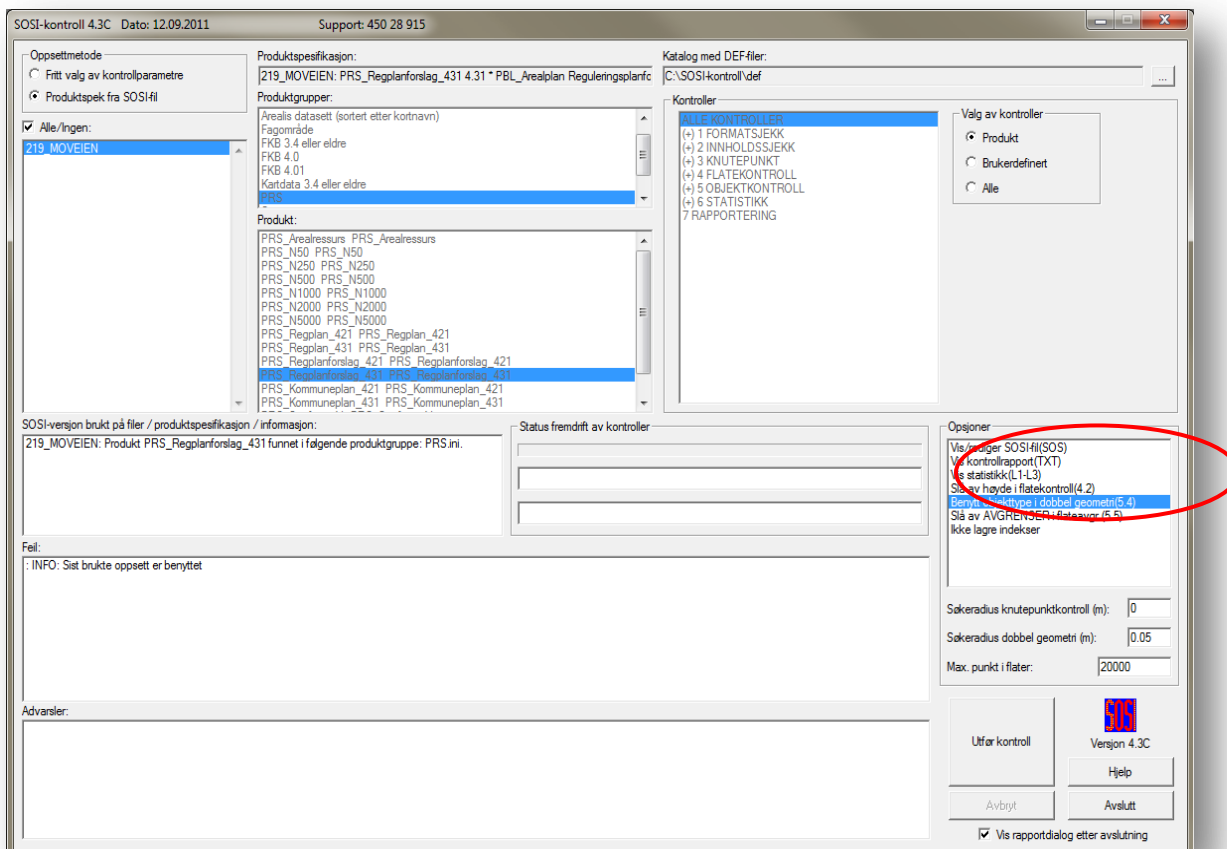 SOSI-kontroll 4.3C Dato: 12.09.2011 Support: 450 28 915
Oppsettmetode
Fritt valg av kontrollparametre
Produktspek fra SOSI-fil
Alle/Ingen:
219_MOVEIEN
Produktspesifikasjon:
219_MOVEIEN: PRS_Regplanforslag_431 4.31 * PBL_Arealplan Reguleringsplanfc
Produktgrupper:
Arealis datasett (sortert etter kortnavn)
Fagområde
FKB 3.4 eller eldre
FKB 4.0
FKB 4.01
Kartdata 3.4 eller eldre
PRS
Produkt:
PRS_Arealressurs PRS_Arealressurs
PRS_N50 PRS_N50
PRS_N250 PRS_N250
PRS_N500 PRS_N500
PRS_N1000 PRS_N1000
PRS_N2000 PRS_N2000
PRS_N5000 PRS_N5000
PRS_Regplan_421 PRS_Regplan_421
PRS_Regplan_431 PRS_Regplan_431
PRS_Regplanforslag_421 PRS_Regplanforslag_421
PRS_Regplanforslag_431 PRS_Regplanforslag_431
PRS_Kommuneplan_421 PRS_Kommuneplan_421
PRS_Kommuneplan_431 PRS_Kommuneplan_431
Katalog med DEF-filer:
C:\SOSI-kontroll\def
...
Kontroller
ALLE KONTROLLER
(+) 1 FORMATSJEKK
(+) 2 INNHOLDSSJEKK
(+) 3 KNUTEPUNKT
(+) 4 FLATEKONTROLL
(+) 5 OBJEKTKONTROLL
(+) 6 STATISTIKK
7 RAPPORTERING
Valg av kontroller
Produkt
Brukerdefinert
Alle
SOSI-versjon brukt på filer / produktspesifikasjon / informasjon:
219_MOVEIEN: Produkt PRS_Regplanforslag_431 funnet i følgende produktgruppe: PRS.ini.
Status fremdrift av kontroller
Opsjoner
Vis/rediger SOSI-fil(SOS)
Vis kontrollrapport(TXT)
Vis statistikk(L1-L3)
Slå av høyde i flatekontroll(4.2)
Benytt objekttype i dobbel geometri(5.4)
Slå av AVGRENSER i flateavgr.(5.5)
Ikke lagre indekser
Søkeradius knutepunktkontroll (m): 0
Søkeradius dobbel geometri (m): 0.05
Max. punkt i flater: 20000
Feil:
: INFO: Sist brukte oppsett er benyttet
Advarsler:
Utfør kontroll
SOSI
Versjon 4.3C
Hjelp
Avbryt
Avslutt
Vis rapportdialog etter avslutning